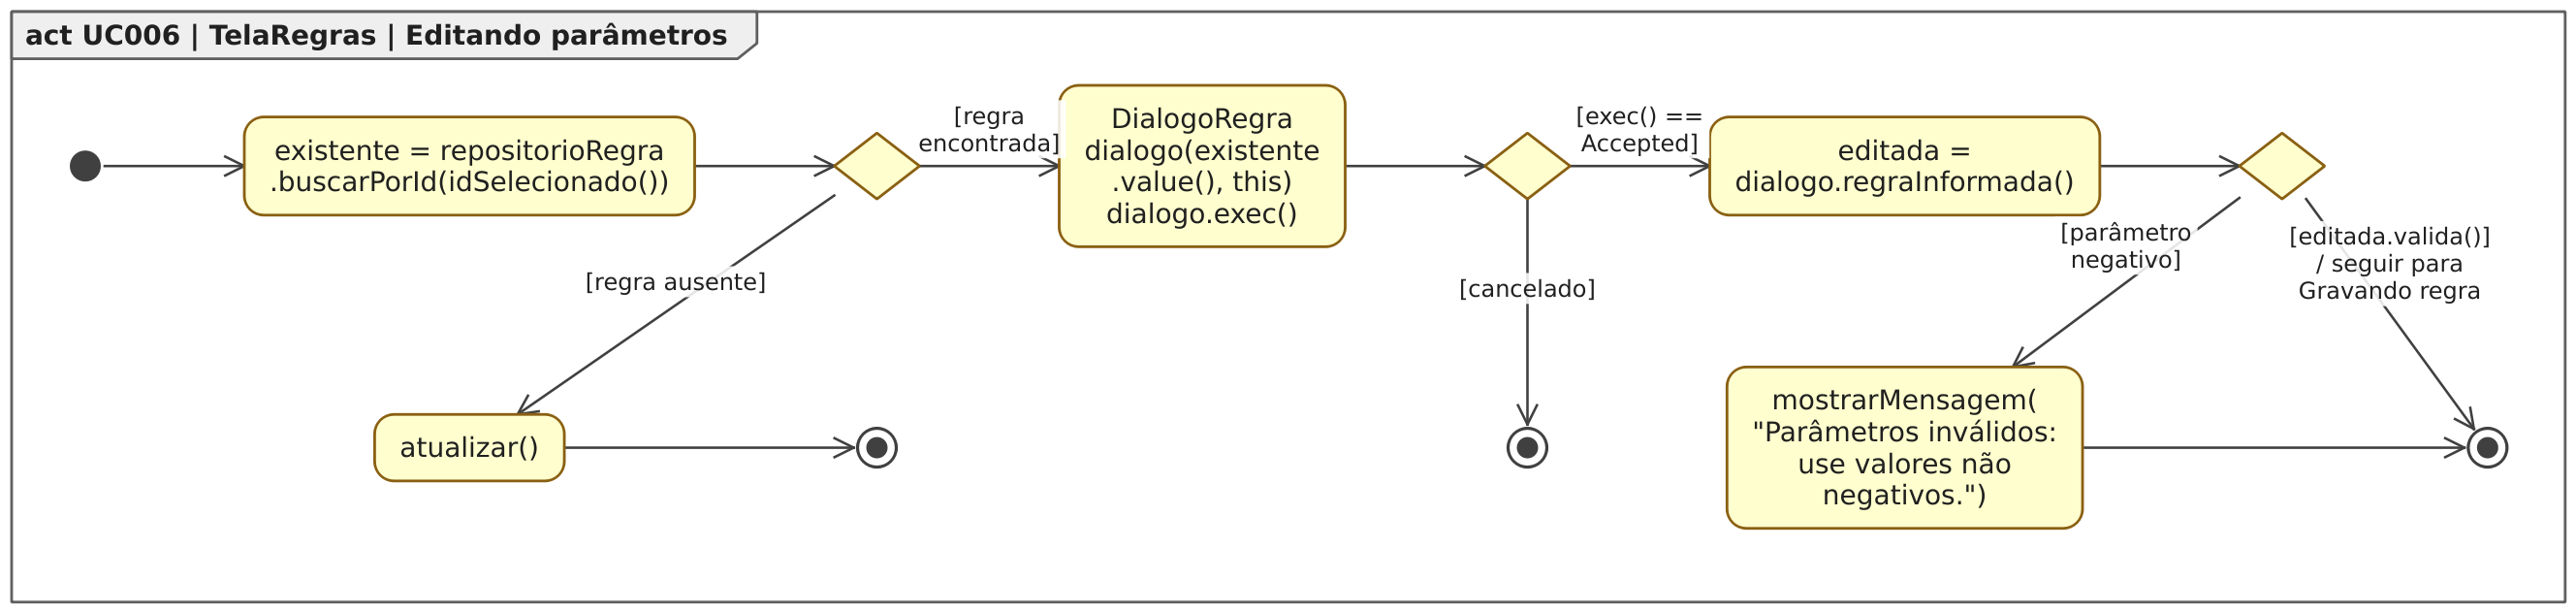 act UC006 | TelaRegras | Editando parâmetros
existente = repositorioRegra
.buscarPorId(idSelecionado())
[regra
encontrada]
DialogoRegra
dialogo(existente
.value(), this)
dialogo.exec()
[exec() ==
Accepted]
editada =
dialogo.regraInformada()
[parâmetro
negativo]
[editada.valida()]
/ seguir para
Gravando regra
[regra ausente]
[cancelado]
atualizar()
mostrarMensagem(
"Parâmetros inválidos:
use valores não
negativos.")